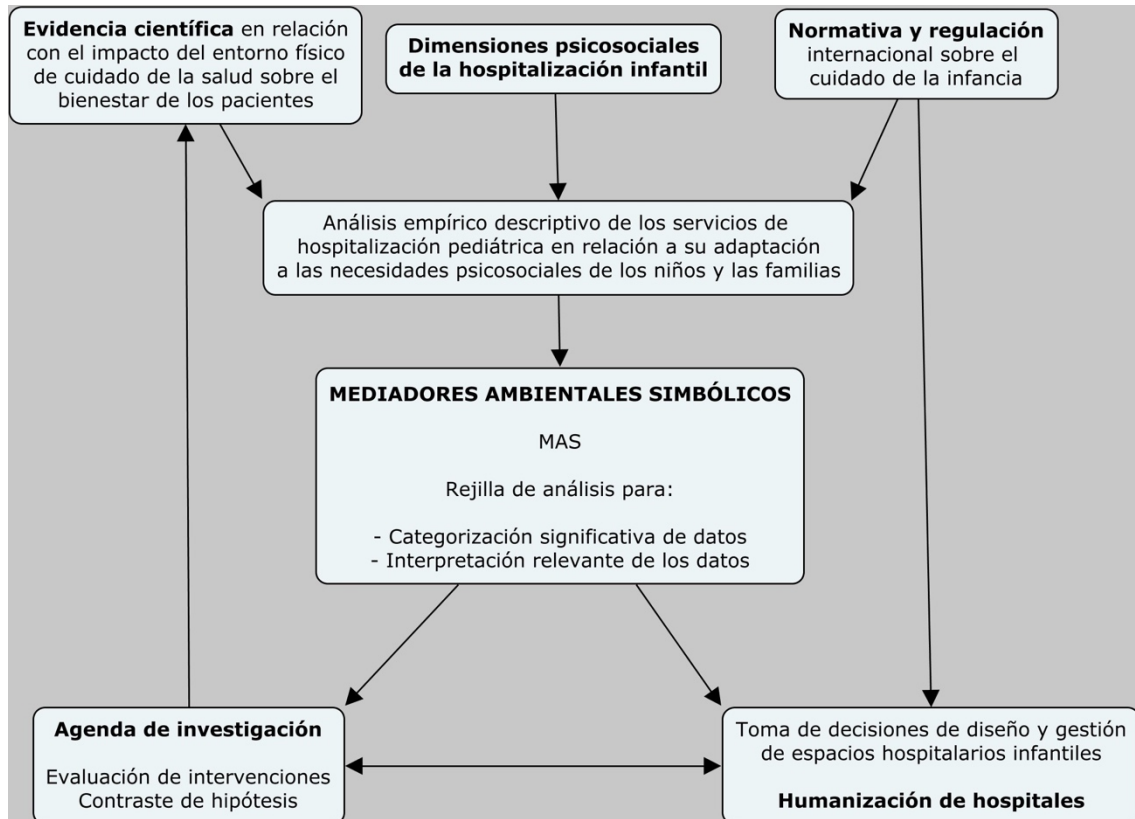 Evidencia científica en relación
con el impacto del entorno físico
de cuidado de la salud sobre el
bienestar de los pacientes
Dimensiones psicosociales
de la hospitalización infantil
Normativa y regulación
internacional sobre el
cuidado de la infancia
Análisis empírico descriptivo de los servicios de
hospitalización pediátrica en relación a su adaptación
a las necesidades psicosociales de los niños y las familias
MEDIADORES AMBIENTALES SIMBÓLICOS
MAS
Rejilla de análisis para:
- Categorización significativa de datos
- Interpretación relevante de los datos
Agenda de investigación
Evaluación de intervenciones
Contraste de hipótesis
Toma de decisiones de diseño y gestión
de espacios hospitalarios infantiles
Humanización de hospitales